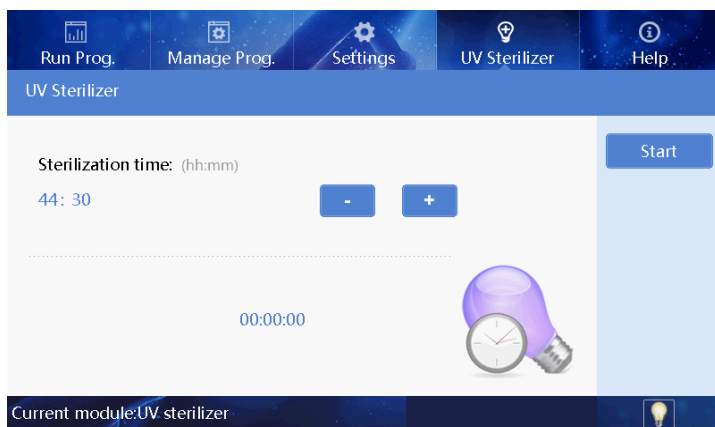 Run Prog.
Manage Prog.
Settings
UV Sterilizer
Help
UV Sterilizer
Sterilization time: (hh:mm)
Start
44: 30
-
+
00:00:00
Current module:UV sterilizer